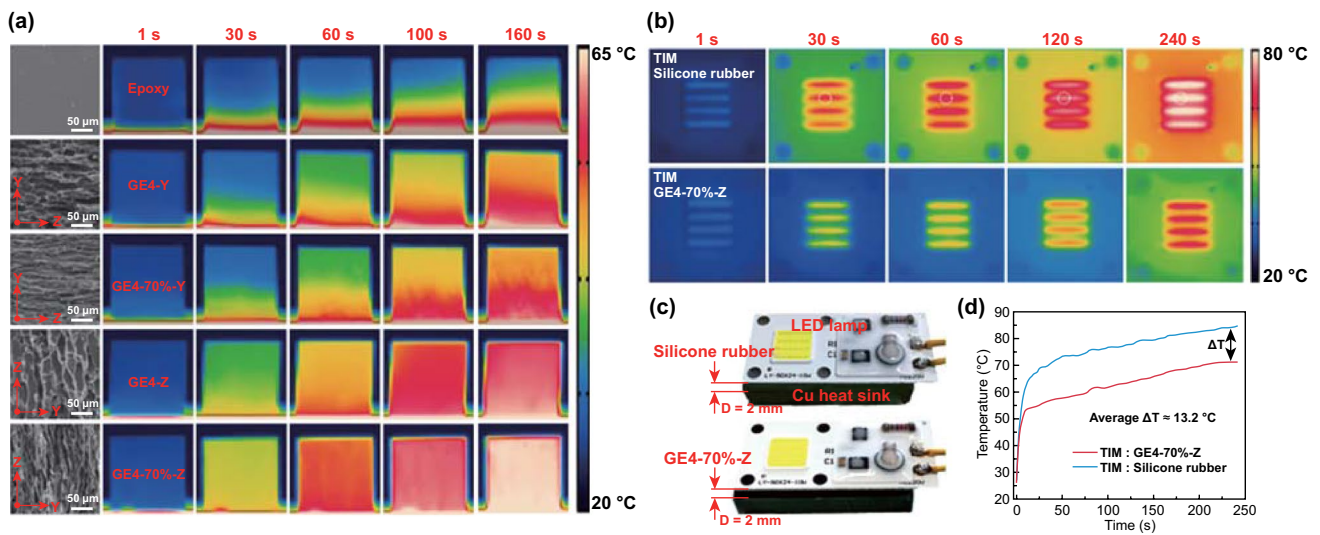 (a)
1 s 30 s 60 s 100 s 160 s
65 °C
Epoxy
50 µm
GE4-Y
Y
Z
50 µm
GE4-70%-Y
Y
Z
50 µm
GE4-Z
Z
Y
50 µm
GE4-70%-Z
Z
Y
50 µm
20 °C
(b)
1 s 30 s 60 s 120 s 240 s
TIM
Silicone rubber
80 °C
TIM
GE4-70%-Z
20 °C
(c)
LED lamp
Silicone rubber
R1
C1
Cu heat sink
D = 2 mm
GE4-70%-Z
R1
C1
D = 2 mm
(d)
90
80
70
60
50
40
30
20
Temperature (°C)
ΔT
Average ΔT ≈ 13.2 °C
TIM : GE4-70%-Z
TIM : Silicone rubber
0 50 100 150 200 250
Time (s)